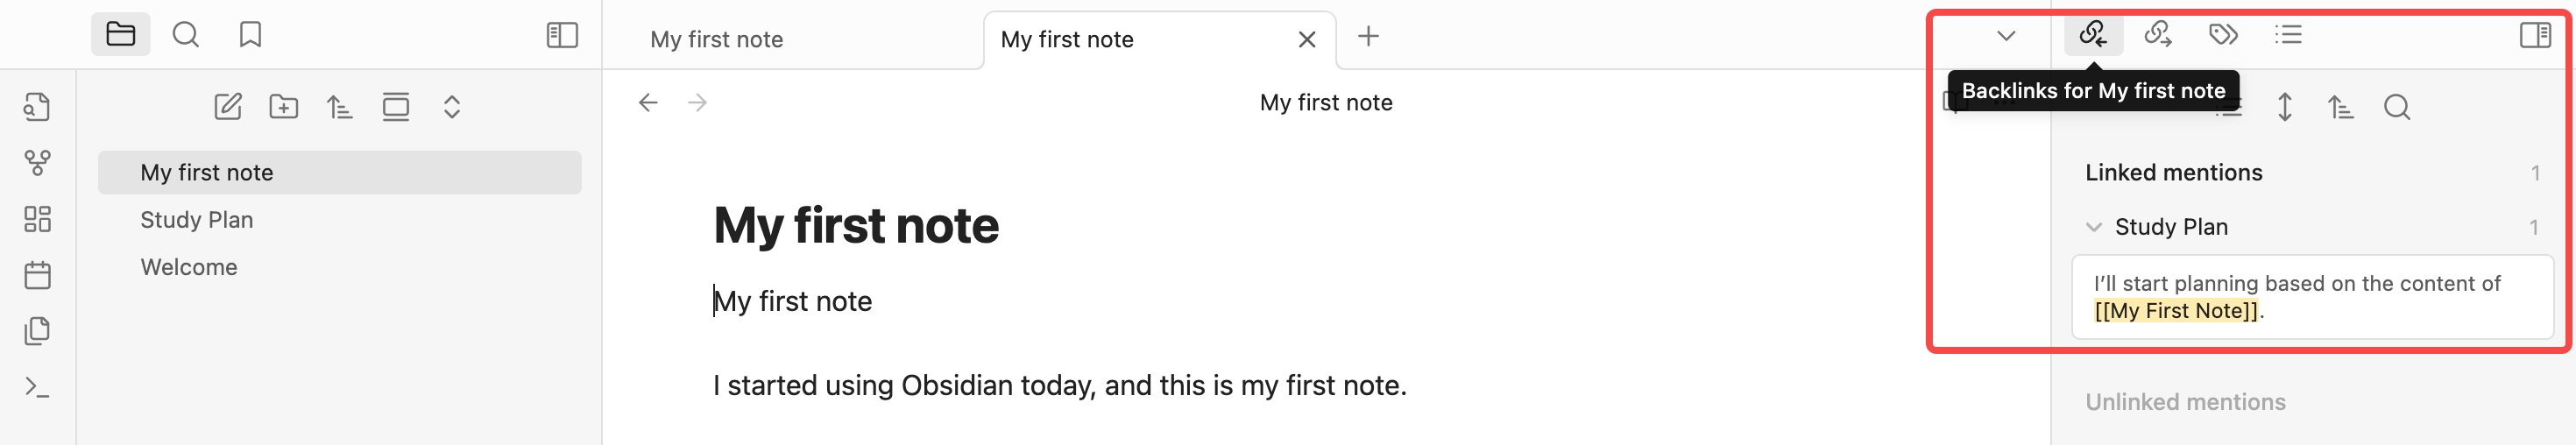 My first note
My first note
Backlinks for My first note
My first note
My first note
Study Plan
Welcome
My first note
My first note
I started using Obsidian today, and this is my first note.
Linked mentions 1
Study Plan 1
I’ll start planning based on the content of
[[My First Note]].
Unlinked mentions